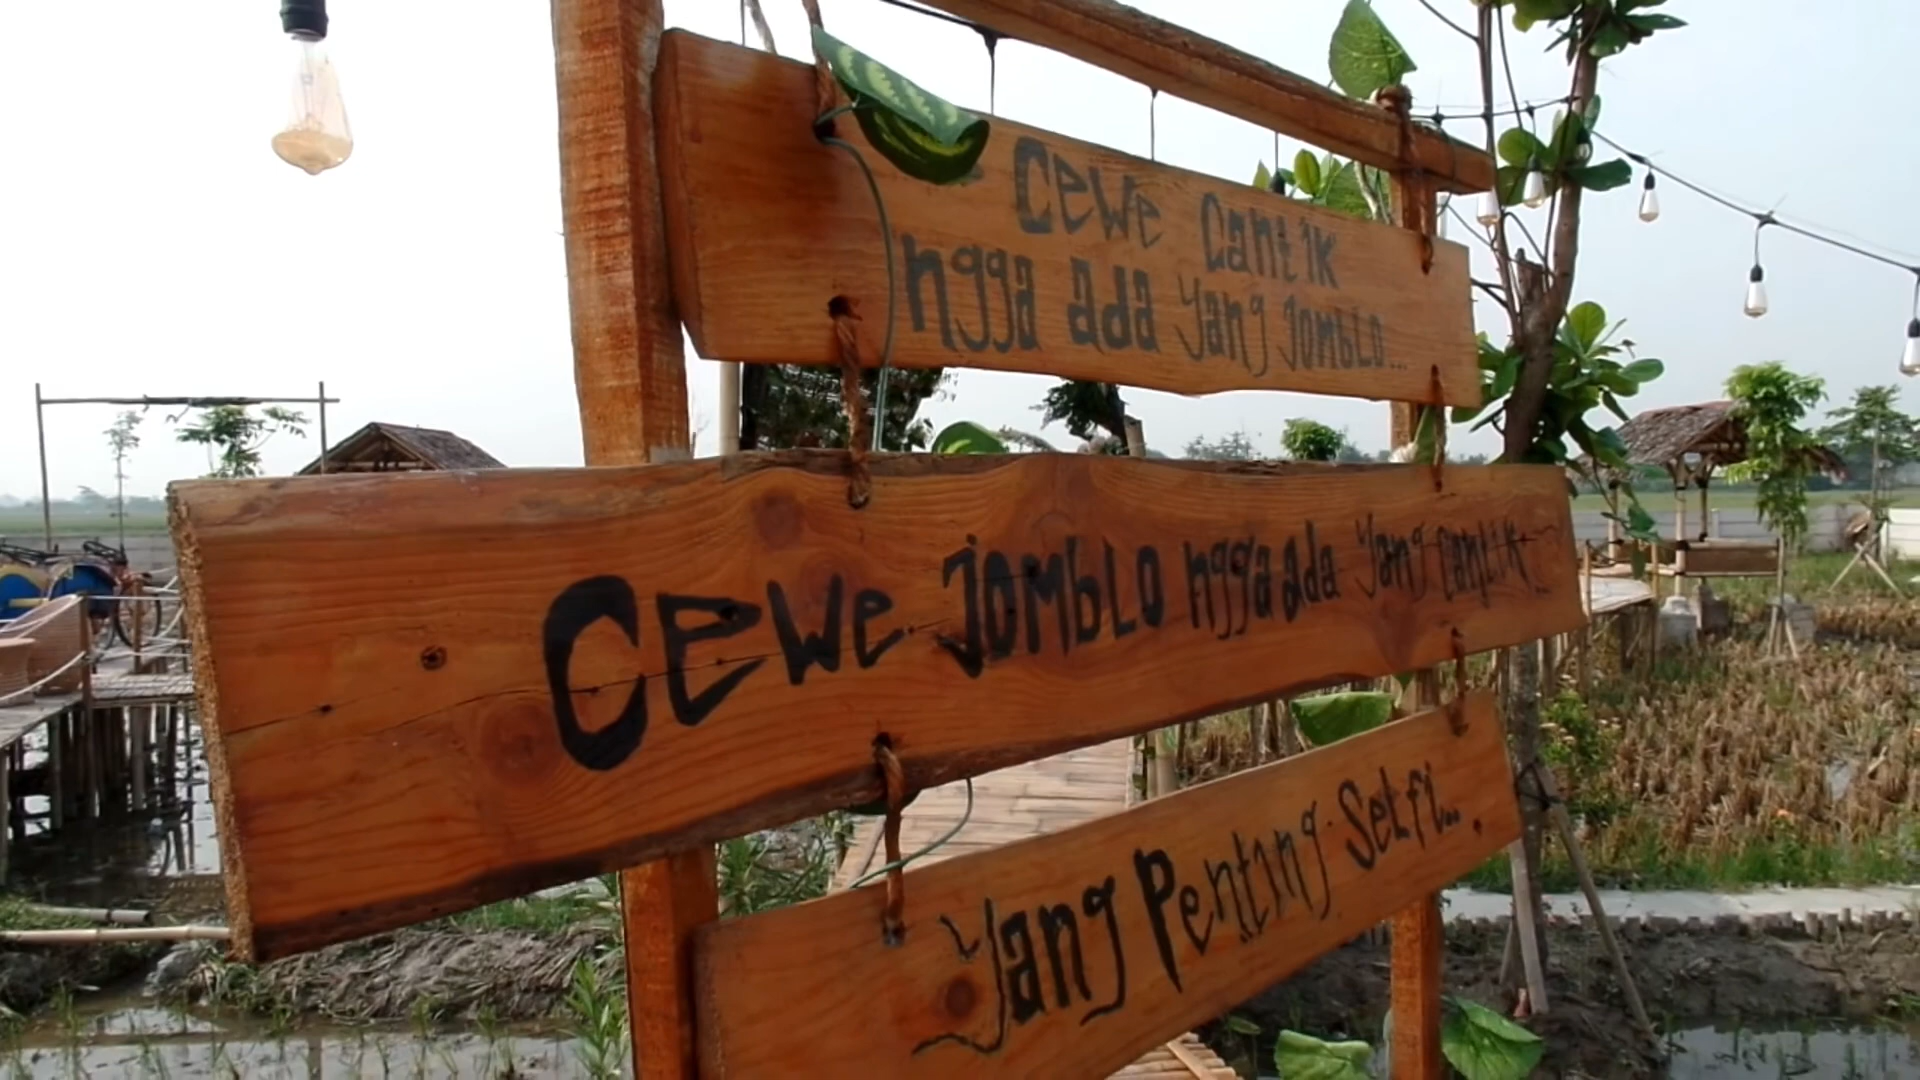 Cewe Cantik
ngga ada yang jomblo...
Cewe jomblo ngga ada yang cantik...
Yang Penting Selfi...